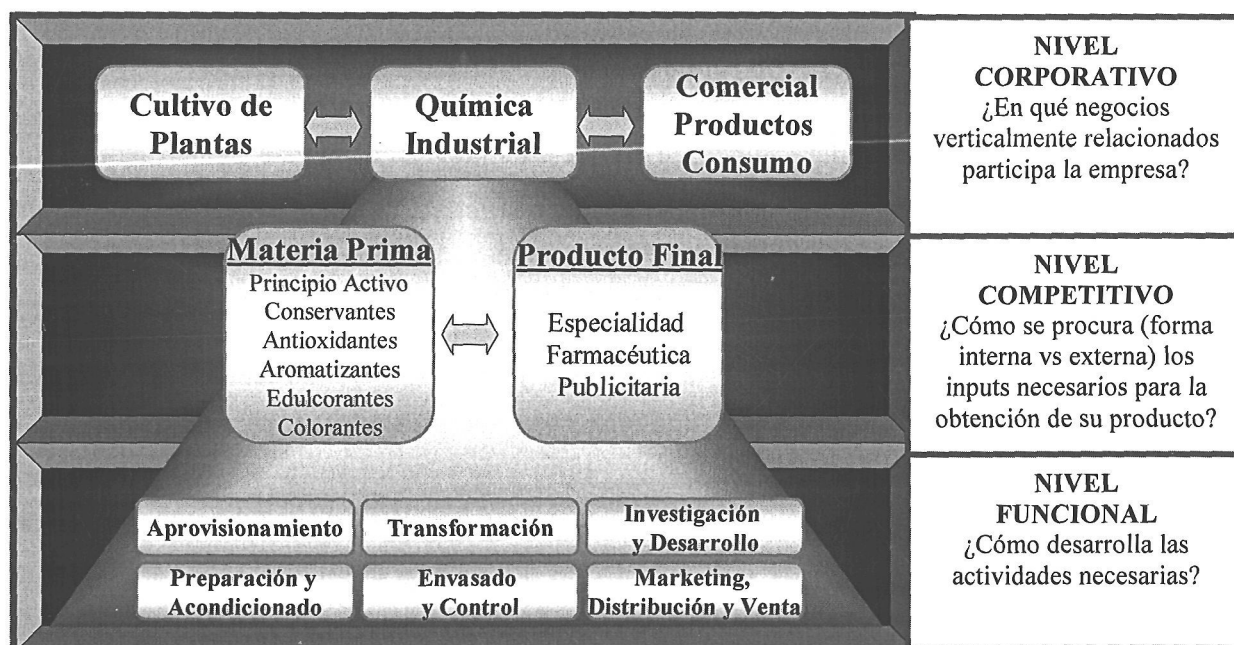 Cultivo de
Plantas
Química
Industrial
Comercial
Productos
Consumo
NIVEL
CORPORATIVO
¿En qué negocios
verticalmente relacionados
participa la empresa?
Materia Prima
Principio Activo
Conservantes
Antioxidantes
Aromatizantes
Edulcorantes
Colorantes
Producto Final
Especialidad
Farmacéutica
Publicitaria
NIVEL
COMPETITIVO
¿Cómo se procura (forma
interna vs externa) los
inputs necesarios para la
obtención de su producto?
Aprovisionamiento
Transformación
Investigación
y Desarrollo
Preparación y
Acondicionado
Envasado
y Control
Marketing,
Distribución y Venta
NIVEL
FUNCIONAL
¿Cómo desarrolla las
actividades necesarias?